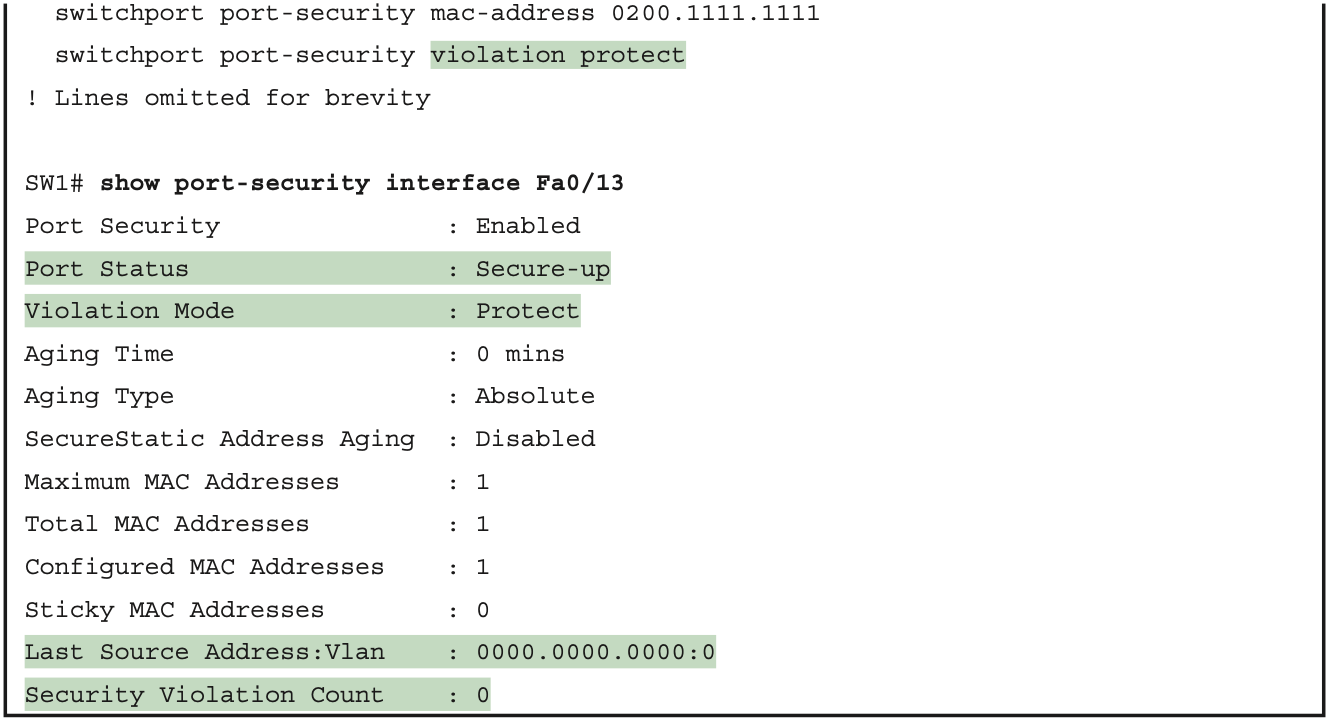 switchport port-security mac-address 0200.1111.1111
switchport port-security violation protect
! Lines omitted for brevity
SW1# show port-security interface Fa0/13
Port Security : Enabled
Port Status : Secure-up
Violation Mode : Protect
Aging Time : 0 mins
Aging Type : Absolute
SecureStatic Address Aging : Disabled
Maximum MAC Addresses : 1
Total MAC Addresses : 1
Configured MAC Addresses : 1
Sticky MAC Addresses : 0
Last Source Address:Vlan : 0000.0000.0000:0
Security Violation Count : 0